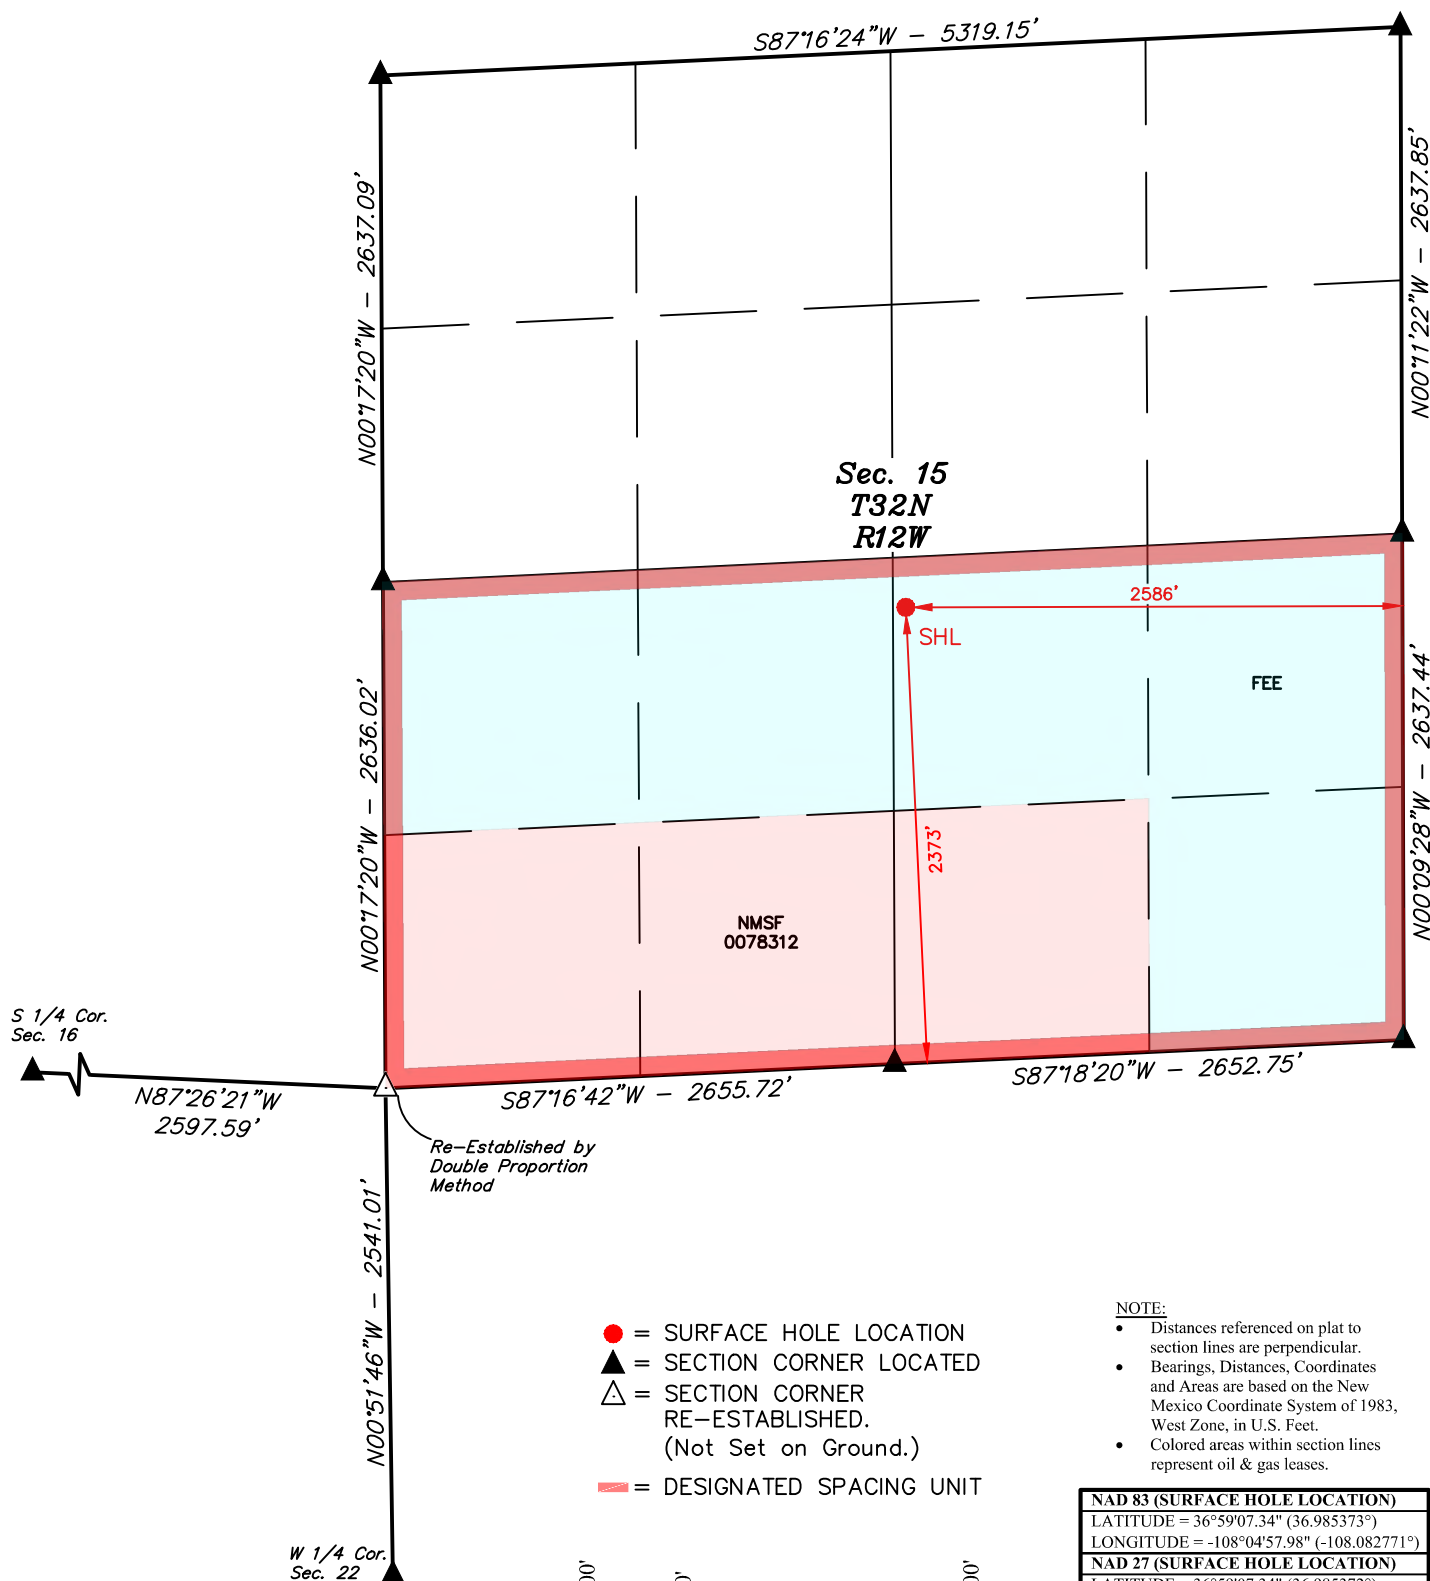 S87°16'24"W - 5319.15'
N00°17'20"W - 2637.09'
N00°11'22"W - 2637.85'
Sec. 15
T32N
R12W
2586'
SHL
FEE
N00°17'20"W - 2636.02'
N00°09'28"W - 2637.44'
2373'
NMSF
0078312
S 1/4 Cor.
Sec. 16
N87°26'21"W
2597.59'
S87°16'42"W - 2655.72'
S87°18'20"W - 2652.75'
Re-Established by
Double Proportion
Method
N00°51'46"W - 2541.01'
W 1/4 Cor.
Sec. 22
= SURFACE HOLE LOCATION
= SECTION CORNER LOCATED
= SECTION CORNER
RE-ESTABLISHED.
(Not Set on Ground.)
= DESIGNATED SPACING UNIT
NOTE:
• Distances referenced on plat to
section lines are perpendicular.
• Bearings, Distances, Coordinates
and Areas are based on the New
Mexico Coordinate System of 1983,
West Zone, in U.S. Feet.
• Colored areas within section lines
represent oil & gas leases.
NAD 83 (SURFACE HOLE LOCATION)
LATITUDE = 36°59'07.34" (36.985373°)
LONGITUDE = -108°04'57.98" (-108.082771°)
NAD 27 (SURFACE HOLE LOCATION)